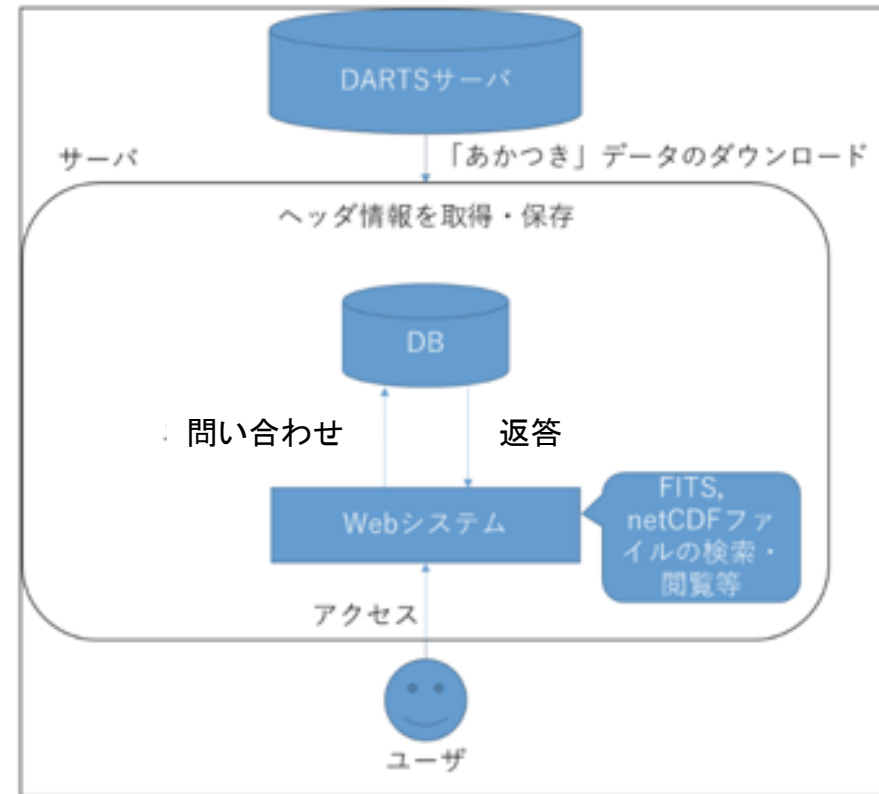 DARTSサーバ
サーバ
「あかつき」データのダウンロード
ヘッダ情報を取得・保存
DB
問い合わせ
返答
Webシステム
FITS,
netCDFファ
イルの検索・
閲覧等
アクセス
ユーザ